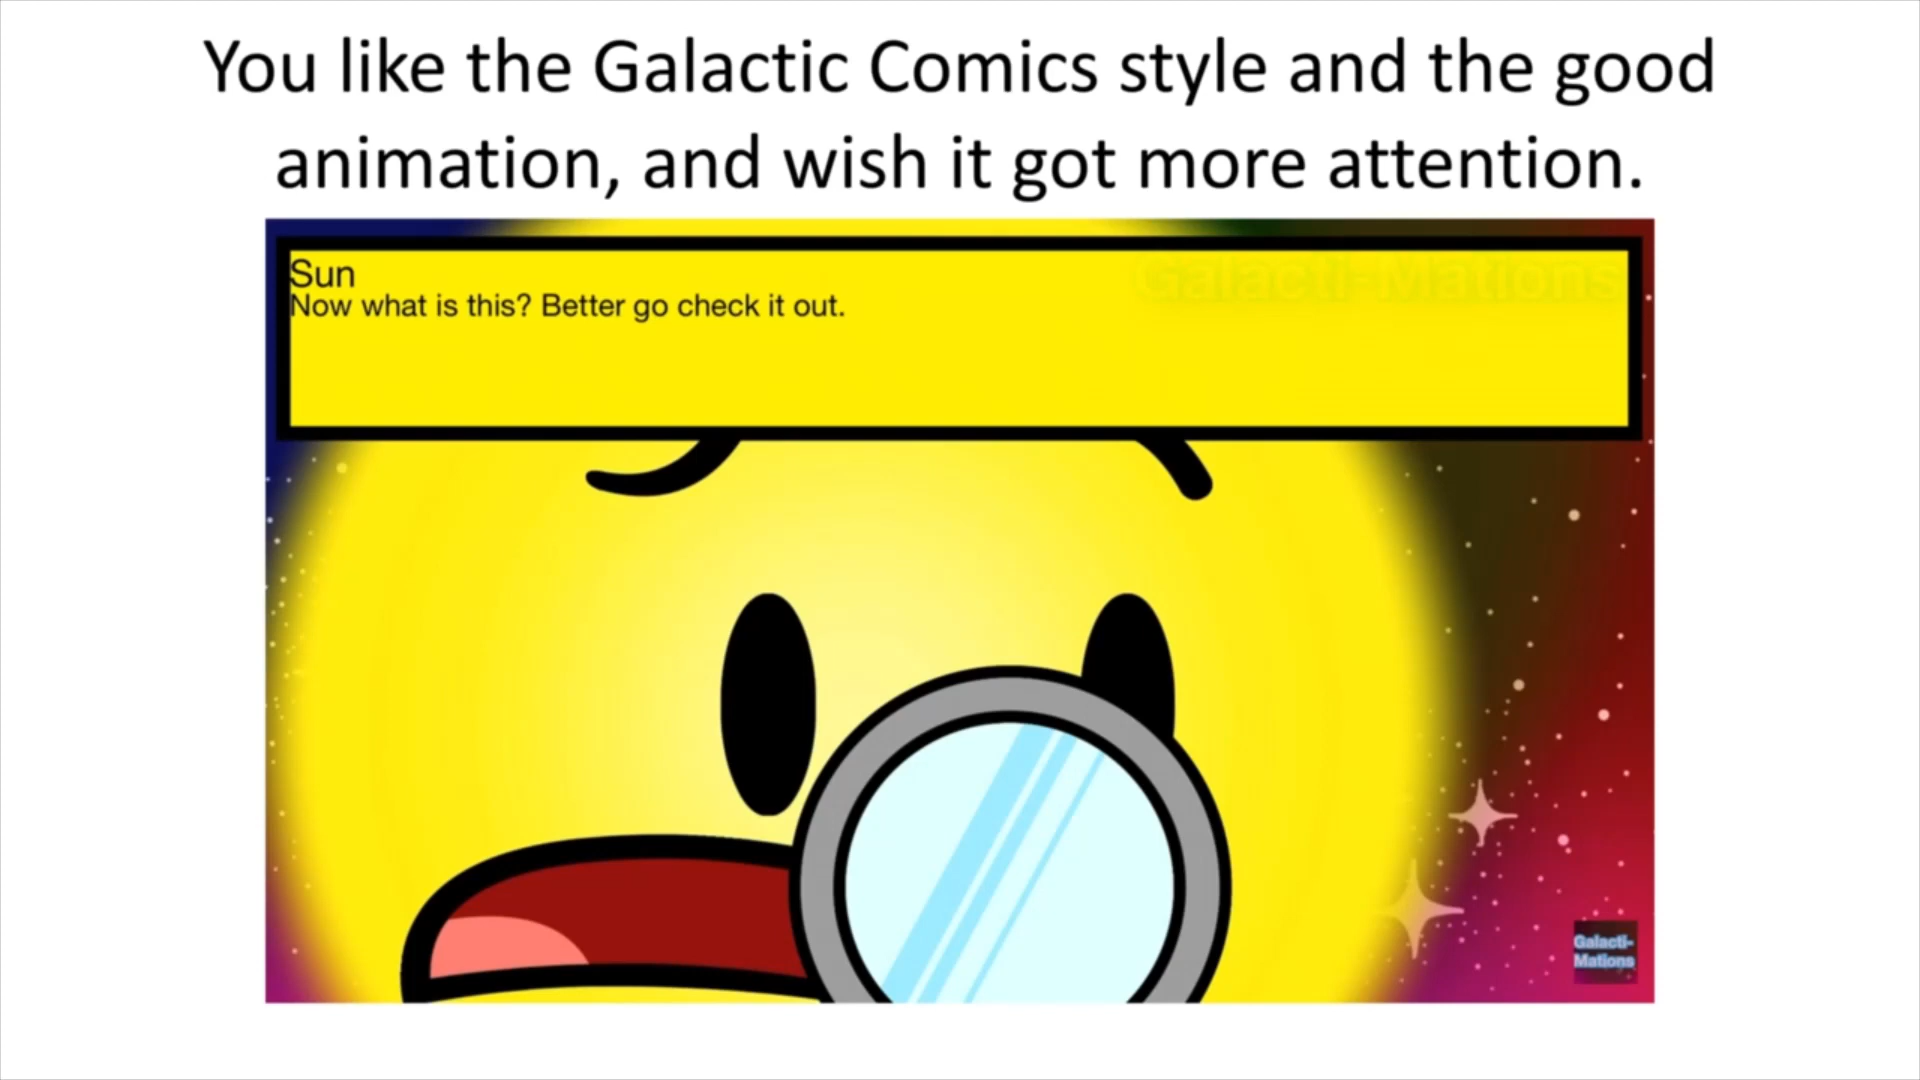 You like the Galactic Comics style and the good
animation, and wish it got more attention.
Sun
Galacti-Mations
Now what is this? Better go check it out.
Galacti-
Mations